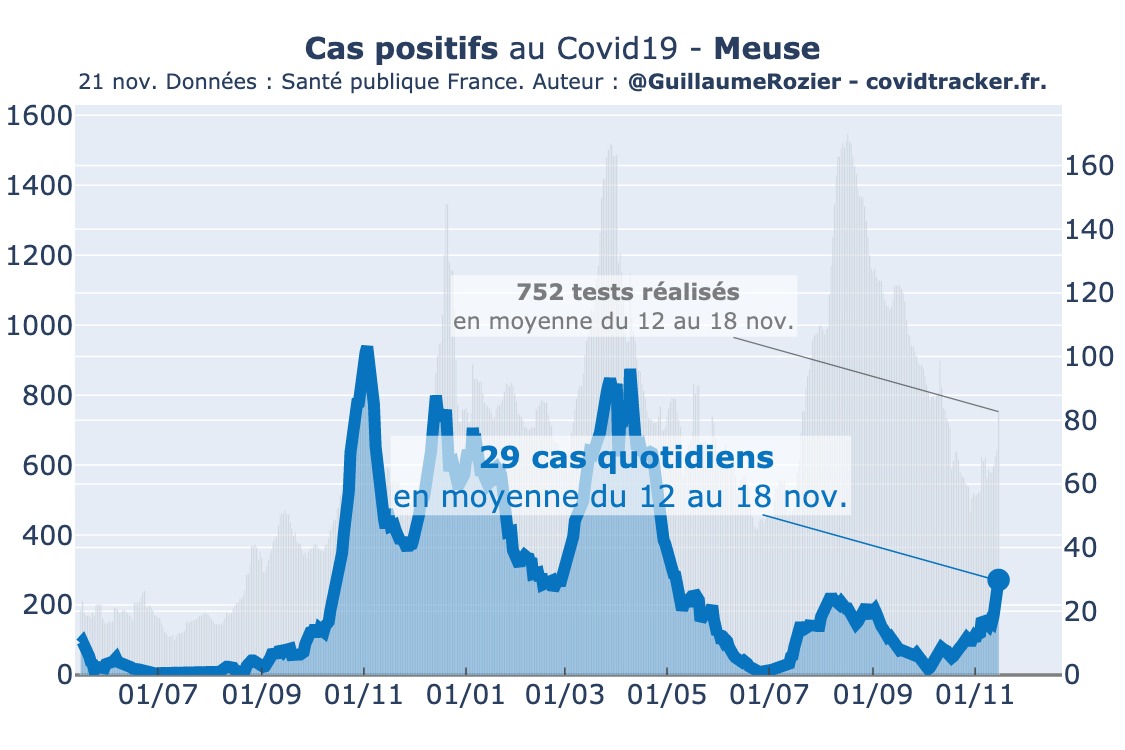 Cas positifs au Covid19 - Meuse
21 nov. Données : Santé publique France. Auteur : @GuillaumeRozier - covidtracker.fr.
1600
1400
1200
1000
800
600
400
200
0
160
140
120
100
80
60
40
20
0
752 tests réalisés
en moyenne du 12 au 18 nov.
29 cas quotidiens
en moyenne du 12 au 18 nov.
01/07 01/09 01/11 01/01 01/03 01/05 01/07 01/09 01/11